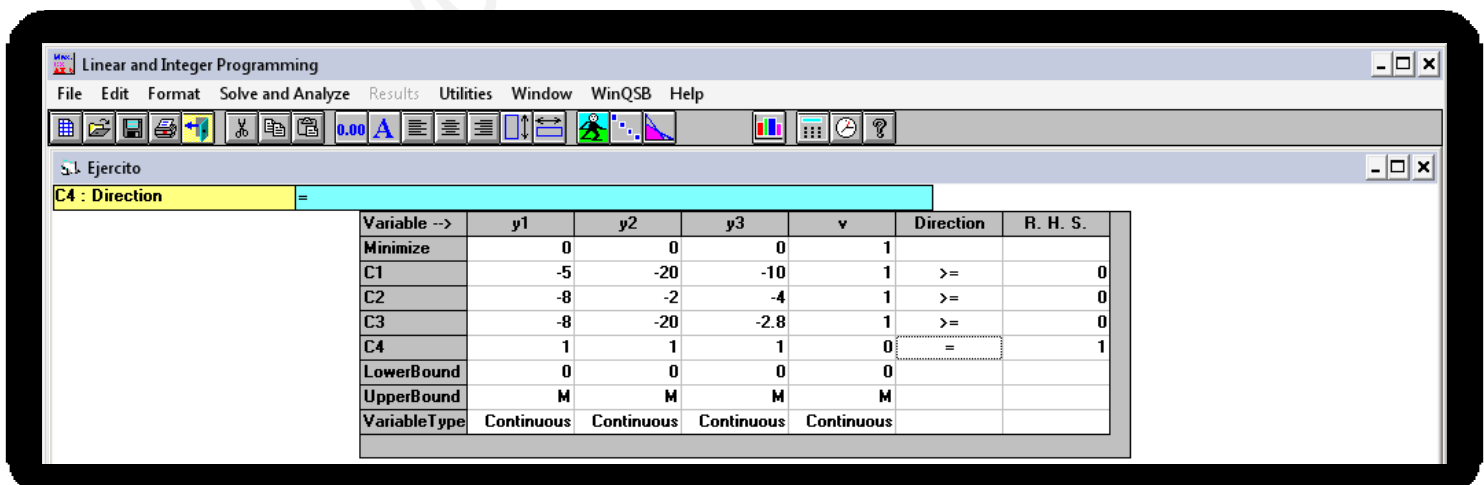 Linear and Integer Programming
File Edit Format Solve and Analyze Results Utilities Window WinQSB Help
0.00 A ?
Ejercito
C4 : Direction =
Variable --> y1 y2 y3 v Direction R. H. S.
Minimize 0 0 0 1
C1 -5 -20 -10 1 >= 0
C2 -8 -2 -4 1 >= 0
C3 -8 -20 -2.8 1 >= 0
C4 1 1 1 0 = 1
LowerBound 0 0 0 0
UpperBound M M M M
VariableType Continuous Continuous Continuous Continuous